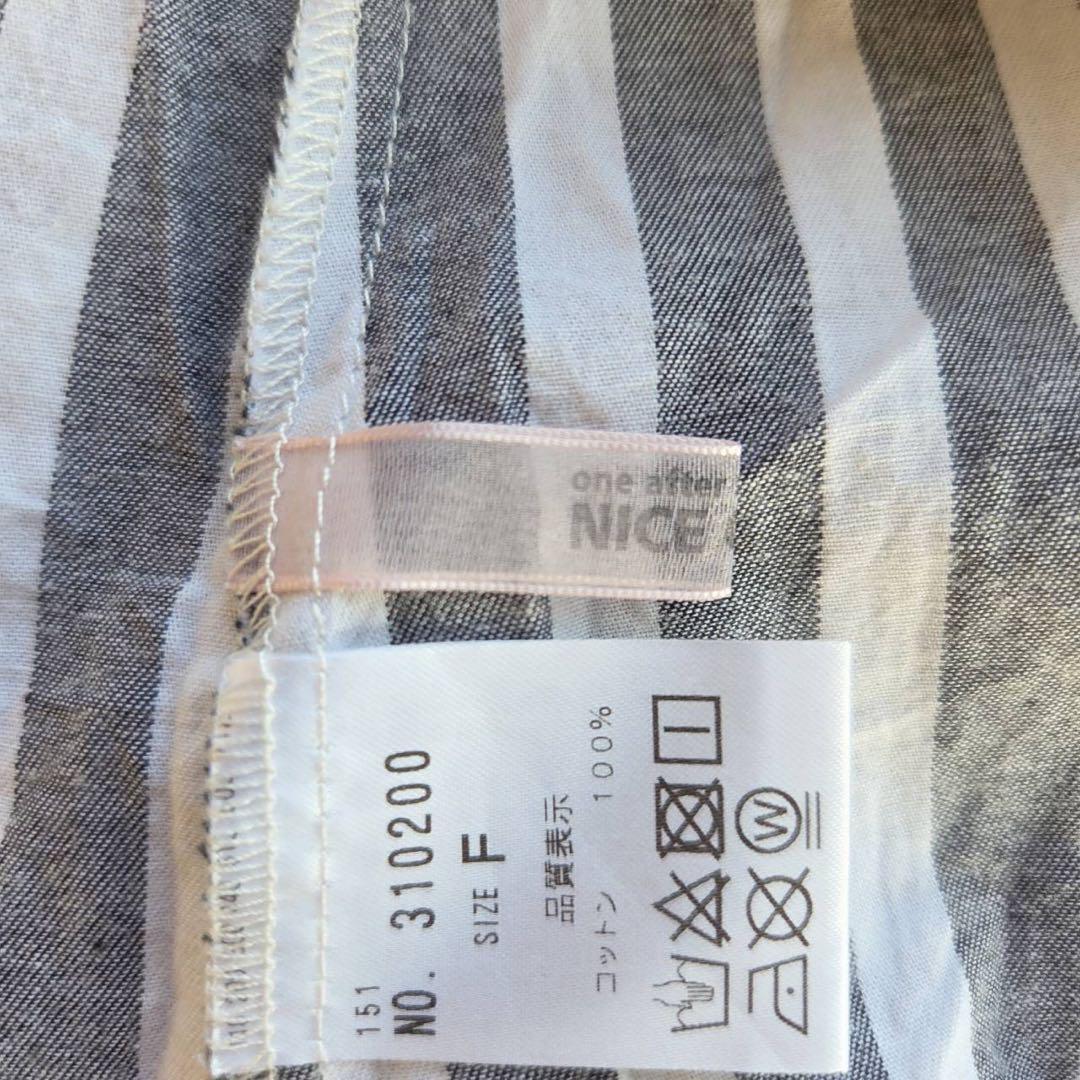 one after
NICE
151
NO. 310200
SIZE F
品質表示
コットン 100%
W